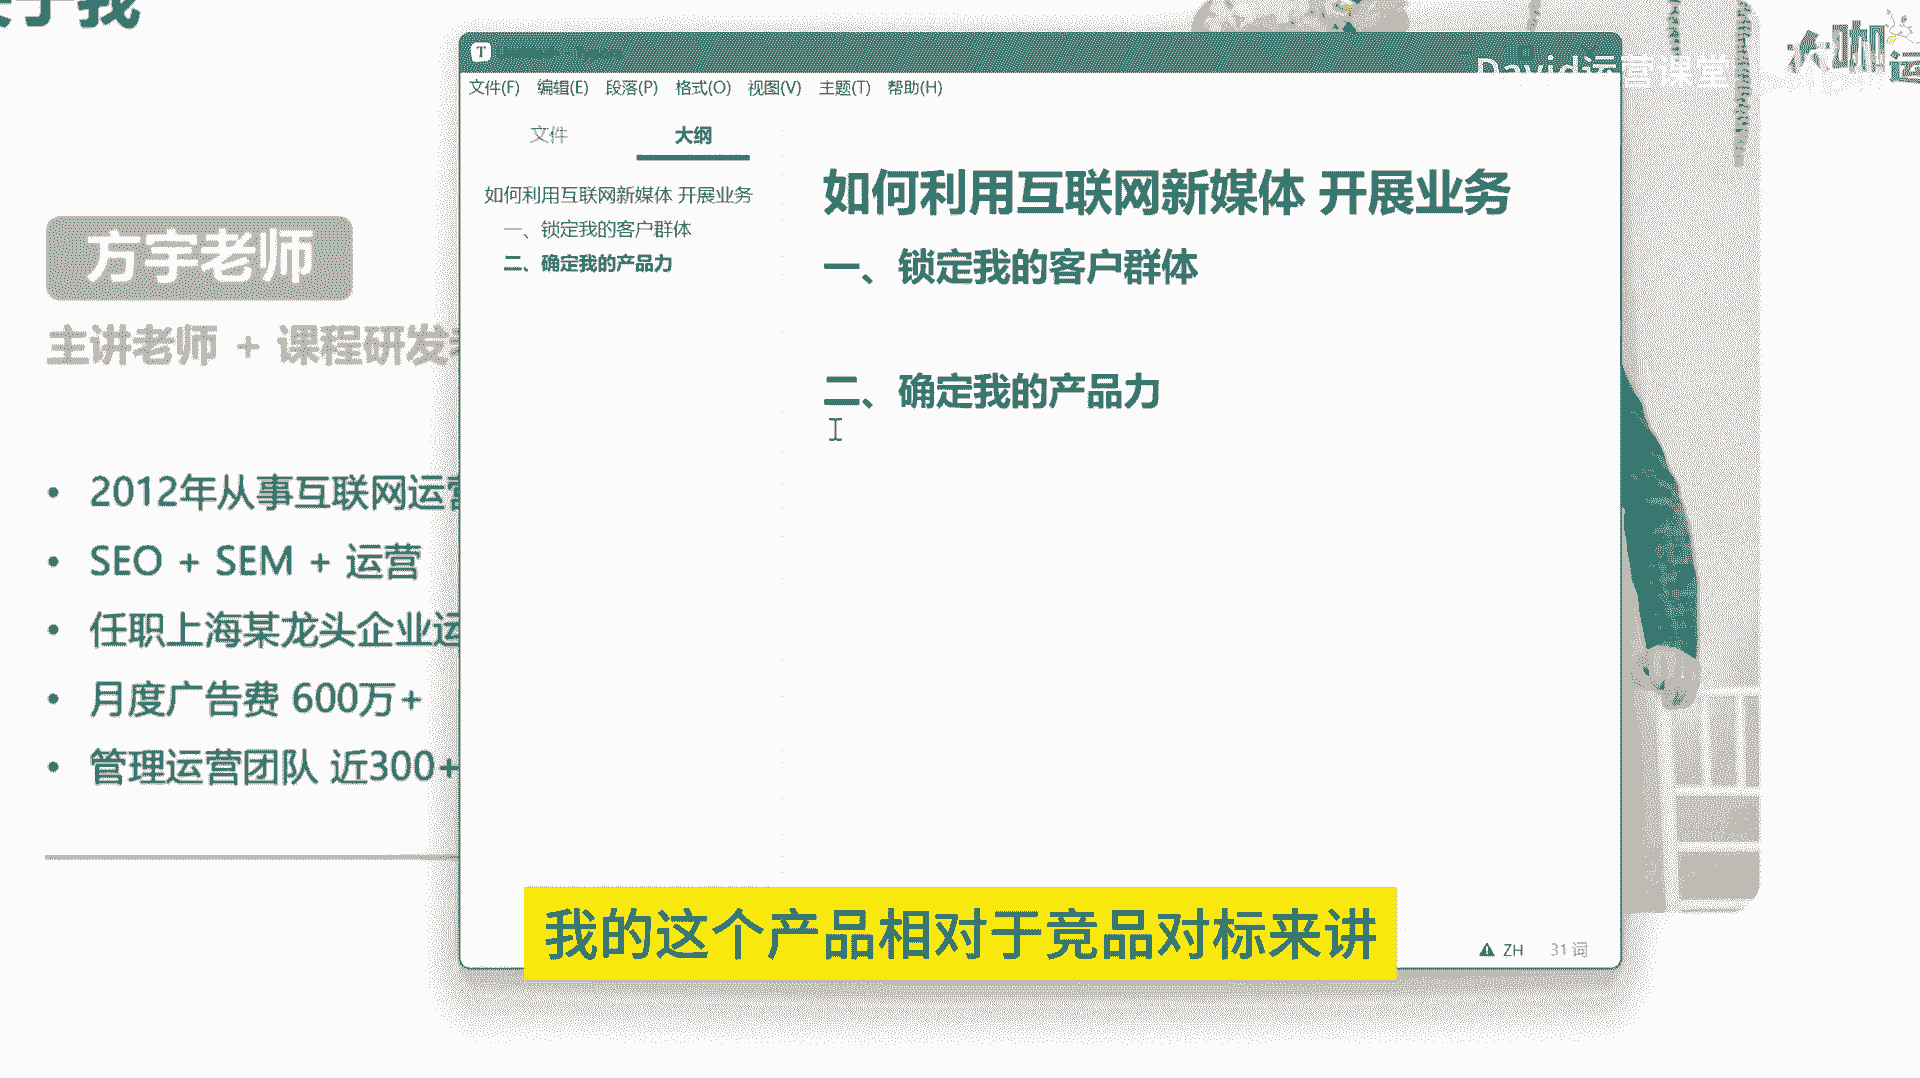 关于我
David运营课堂
大咖运
T
文件(F) 编辑(E) 段落(P) 格式(O) 视图(V) 主题(T) 帮助(H)
文件 大纲
如何利用互联网新媒体 开展业务
一、锁定我的客户群体
二、确定我的产品力
如何利用互联网新媒体 开展业务
一、锁定我的客户群体
二、确定我的产品力
方宇老师
主讲老师 + 课程研发
• 2012年从事互联网运营
• SEO + SEM + 运营
• 任职上海某龙头企业运
• 月度广告费 600万+
• 管理运营团队 近300+
我的这个产品相对于竞品对标来讲
ZH 31 词